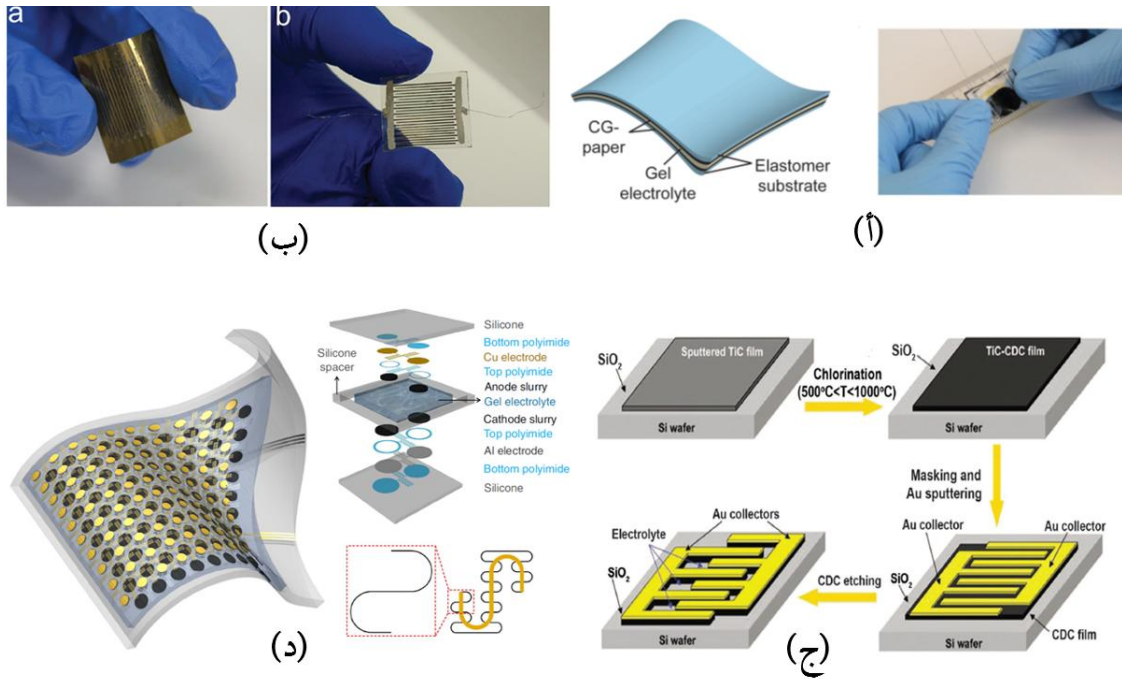 a
b
CG-
paper
Gel
electrolyte
Elastomer
substrate
(ب)
(أ)
Silicone
Bottom polyimide
Cu electrode
Top polyimide
Silicone
spacer
Anode slurry
Gel electrolyte
Cathode slurry
Top polyimide
Al electrode
Bottom polyimide
Silicone
(د)
SiO2
Sputtered TiC film
Si wafer
Chlorination
(500°C<T<1000°C)
SiO2
TiC-CDC film
Si wafer
Masking and
Au sputtering
Au collector
Au collector
SiO2
CDC film
Si wafer
CDC etching
Au collectors
Electrolyte
SiO2
Si wafer
(ج)